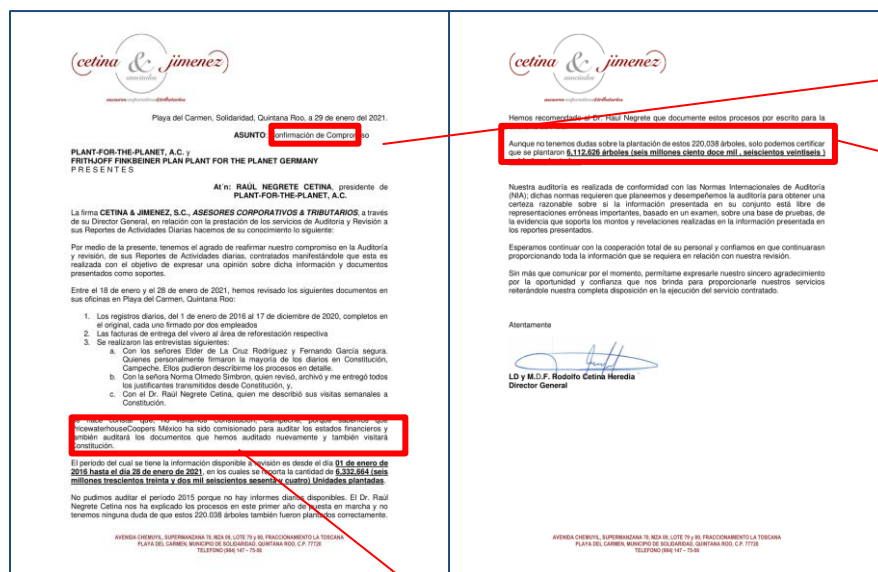 cetina & jimenez
asociados
asesores corporativos & tributarios
Playa del Carmen, Solidaridad, Quintana Roo, a 29 de enero del 2021.
ASUNTO: Confirmación de Compromiso
PLANT-FOR-THE-PLANET, A.C. y
FRITHJOFF FINKBEINER PLAN PLANT FOR THE PLANET GERMANY
P R E S E N T E S
At´n: RAÚL NEGRETE CETINA, presidente de
PLANT-FOR-THE-PLANET, A.C.
La firma CETINA & JIMENEZ, S.C., ASESORES CORPORATIVOS & TRIBUTARIOS, a través
de su Director General, en relación con la prestación de los servicios de Auditoría y Revisión a
sus Reportes de Actividades Diarias hacemos de su conocimiento lo siguiente:
Por medio de la presente, tenemos el agrado de reafirmar nuestro compromiso en la Auditoría
y revisión, de sus Reportes de Actividades diarias, contratados manifestándole que esta es
realizada con el objetivo de expresar una opinión sobre dicha información y documentos
presentados como soportes.
Entre el 18 de enero y el 28 de enero de 2021, hemos revisado los siguientes documentos en
sus oficinas en Playa del Carmen, Quintana Roo:
1. Los registros diarios, del 1 de enero de 2016 al 17 de diciembre de 2020, completos en
el original, cada uno firmado por dos empleados
2. Las facturas de entrega del vivero al área de reforestación respectiva
3. Se realizaron las entrevistas siguientes:
a. Con los señores Elder de La Cruz Rodríguez y Fernando García segura.
Quienes personalmente firmaron la mayoría de los diarios en Constitución,
Campeche. Ellos pudieron describirme los procesos en detalle.
b. Con la señora Norma Olmedo Simbron, quien revisó, archivó y me entregó todos
los justificantes transmitidos desde Constitución, y,
c. Con el Dr. Raúl Negrete Cetina, quien me describió sus visitas semanales a
Constitución.
Se hace constar que, no visitamos Constitución, Campeche, porque sabemos que
PricewaterhouseCoopers México ha sido comisionado para auditar los estados financieros y
también auditará los documentos que hemos auditado nuevamente y también visitará
Constitución.
El periodo del cual se tiene la información disponible a revisión es desde el día 01 de enero de
2016 hasta el día 28 de enero de 2021, en los cuales se reporta la cantidad de 6,332,664 (seis
millones trescientos treinta y dos mil seiscientos sesenta y cuatro) Unidades plantadas.
No pudimos auditar el periodo 2015 porque no hay informes diarios disponibles. El Dr. Raúl
Negrete Cetina nos ha explicado los procesos en este primer año de puesta en marcha y no
tenemos ninguna duda de que estos 220.038 árboles también fueron plantados correctamente.
AVENIDA CHEMUYIL, SUPERMANZANA 70, MZA 09, LOTE 79 y 80, FRACCIONAMIENTO LA TOSCANA
PLAYA DEL CARMEN, MUNICIPIO DE SOLIDARIDAD, QUINTANA ROO, C.P. 77720
TELEFONO (984) 147 – 75-56
cetina & jimenez
asociados
asesores corporativos & tributarios
Hemos recomendado al Dr. Raúl Negrete que documente estos procesos por escrito para la
Aunque no tenemos dudas sobre la plantación de estos 220,038 árboles, solo podemos certificar
que se plantaron 6,112,626 árboles (seis millones ciento doce mil , seiscientos veintiseis )
Nuestra auditoría es realizada de conformidad con las Normas Internacionales de Auditoría
(NIA); dichas normas requieren que planeemos y desempeñemos la auditoría para obtener una
certeza razonable sobre si la información presentada en su conjunto está libre de
representaciones erróneas importantes, basado en un examen, sobre una base de pruebas, de
la evidencia que soporta los montos y revelaciones realizadas en la información presentada en
los reportes presentados.
Esperamos continuar con la cooperación total de su personal y confiamos en que continuarasn
proporcionando toda la información que se requiera en relación con nuestra revisión.
Sin más que comunicar por el momento, permítame expresarle nuestro sincero agradecimiento
por la oportunidad y confianza que nos brinda para proporcionarle nuestros servicios
reiterándole nuestra completa disposición en la ejecución del servicio contratado.
Atentamente
LD y M.D.F. Rodolfo Cetina Heredia
Director General
AVENIDA CHEMUYIL, SUPERMANZANA 70, MZA 09, LOTE 79 y 80, FRACCIONAMIENTO LA TOSCANA
PLAYA DEL CARMEN, MUNICIPIO DE SOLIDARIDAD, QUINTANA ROO, C.P. 77720
TELEFONO (984) 147 – 75-56